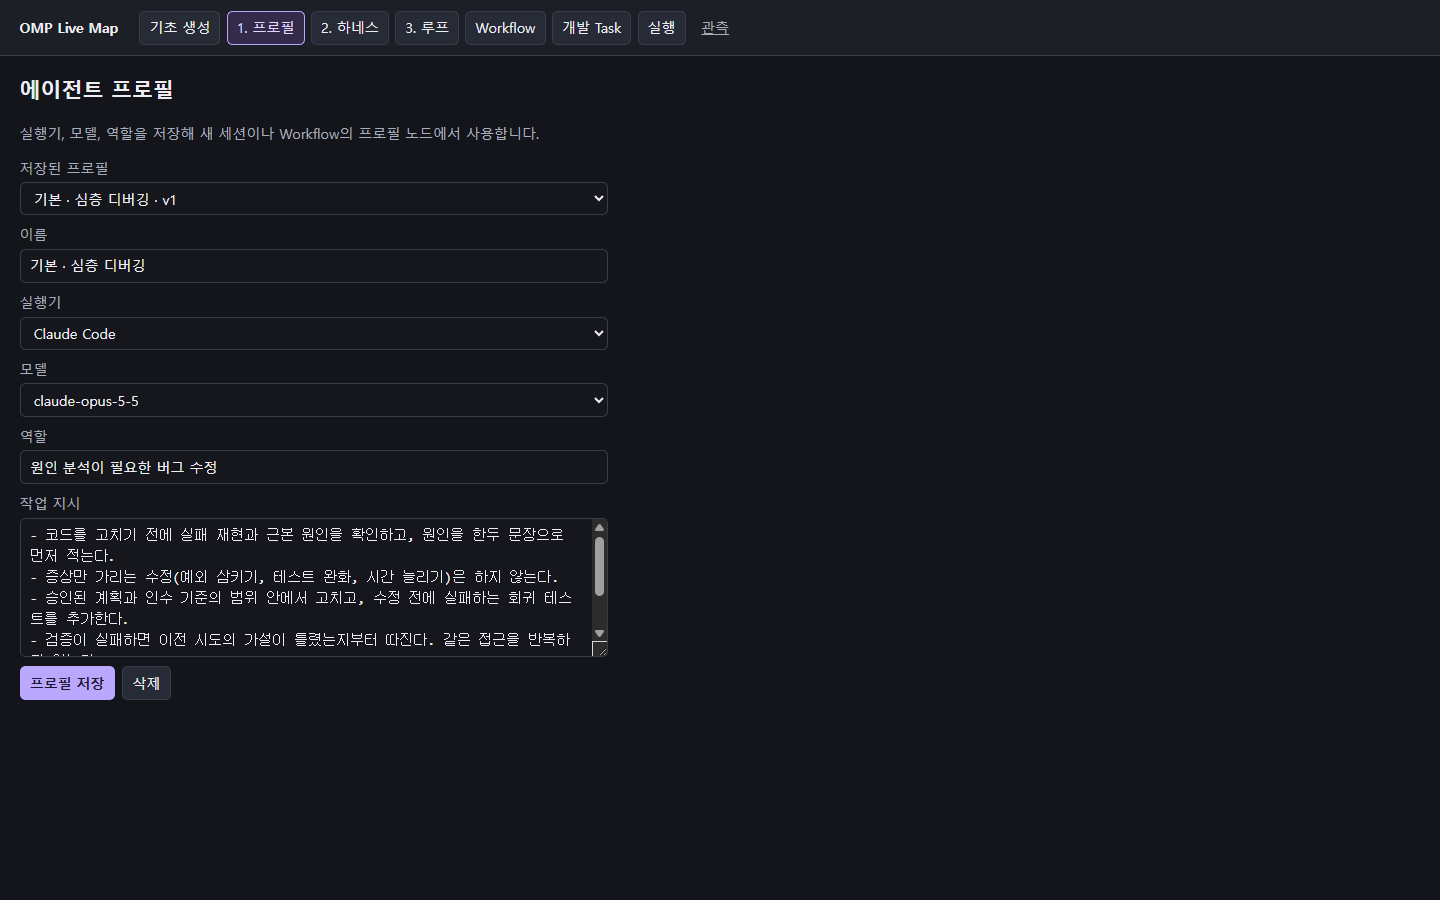 OMP Live Map 기초 생성 1. 프로필 2. 하네스 3. 루프 Workflow 개발 Task 실행 관측
에이전트 프로필
실행기, 모델, 역할을 저장해 새 세션이나 Workflow의 프로필 노드에서 사용합니다.
저장된 프로필
기본 · 심층 디버깅 · v1
이름
기본 · 심층 디버깅
실행기
Claude Code
모델
claude-opus-5-5
역할
원인 분석이 필요한 버그 수정
작업 지시
- 코드를 고치기 전에 실패 재현과 근본 원인을 확인하고, 원인을 한두 문장으로
먼저 적는다.
- 증상만 가리는 수정(예외 삼키기, 테스트 완화, 시간 늘리기)은 하지 않는다.
- 승인된 계획과 인수 기준의 범위 안에서 고치고, 수정 전에 실패하는 회귀 테스
트를 추가한다.
- 검증이 실패하면 이전 시도의 가설이 틀렸는지부터 따진다. 같은 접근을 반복하
프로필 저장 삭제